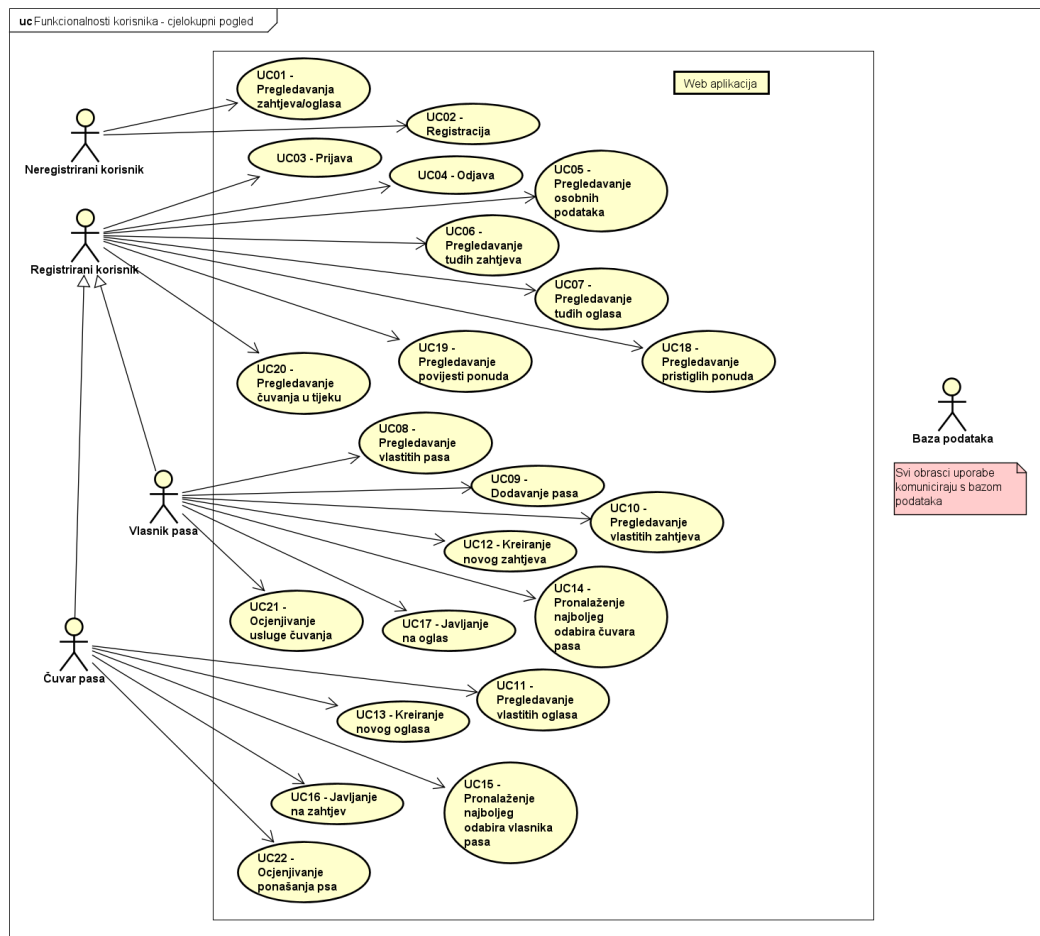 uc Funkcionalnosti korisnika - cjelokupni pogled
Web aplikacija
UC01 -
Pregledavanja
zahtjeva/oglasa
UC02 -
Registracija
Neregistrirani korisnik
UC03 - Prijava
UC04 - Odjava
UC05 -
Pregledavanje
osobnih
podataka
Registrirani korisnik
UC06 -
Pregledavanje
tuđih zahtjeva
UC07 -
Pregledavanje
tuđih oglasa
UC18 -
Pregledavanje
pristiglih ponuda
UC19 -
Pregledavanje
povijesti ponuda
UC20 -
Pregledavanje
čuvanja u tijeku
Baza podataka
Svi obrasci uporabe
komuniciraju s bazom
podataka
UC08 -
Pregledavanje
vlastitih pasa
UC09 -
Dodavanje pasa
UC10 -
Pregledavanje
vlastitih zahtjeva
Vlasnik pasa
UC12 - Kreiranje
novog zahtjeva
UC14 -
Pronalaženje
najboljeg
odabira čuvara
pasa
UC21 -
Ocjenjivanje
usluge čuvanja
UC17 - Javljanje
na oglas
Čuvar pasa
UC11 -
Pregledavanje
vlastitih oglasa
UC13 - Kreiranje
novog oglasa
UC15 -
Pronalaženje
najboljeg
odabira vlasnika
pasa
UC16 - Javljanje
na zahtjev
UC22 -
Ocjenjivanje
ponašanja psa